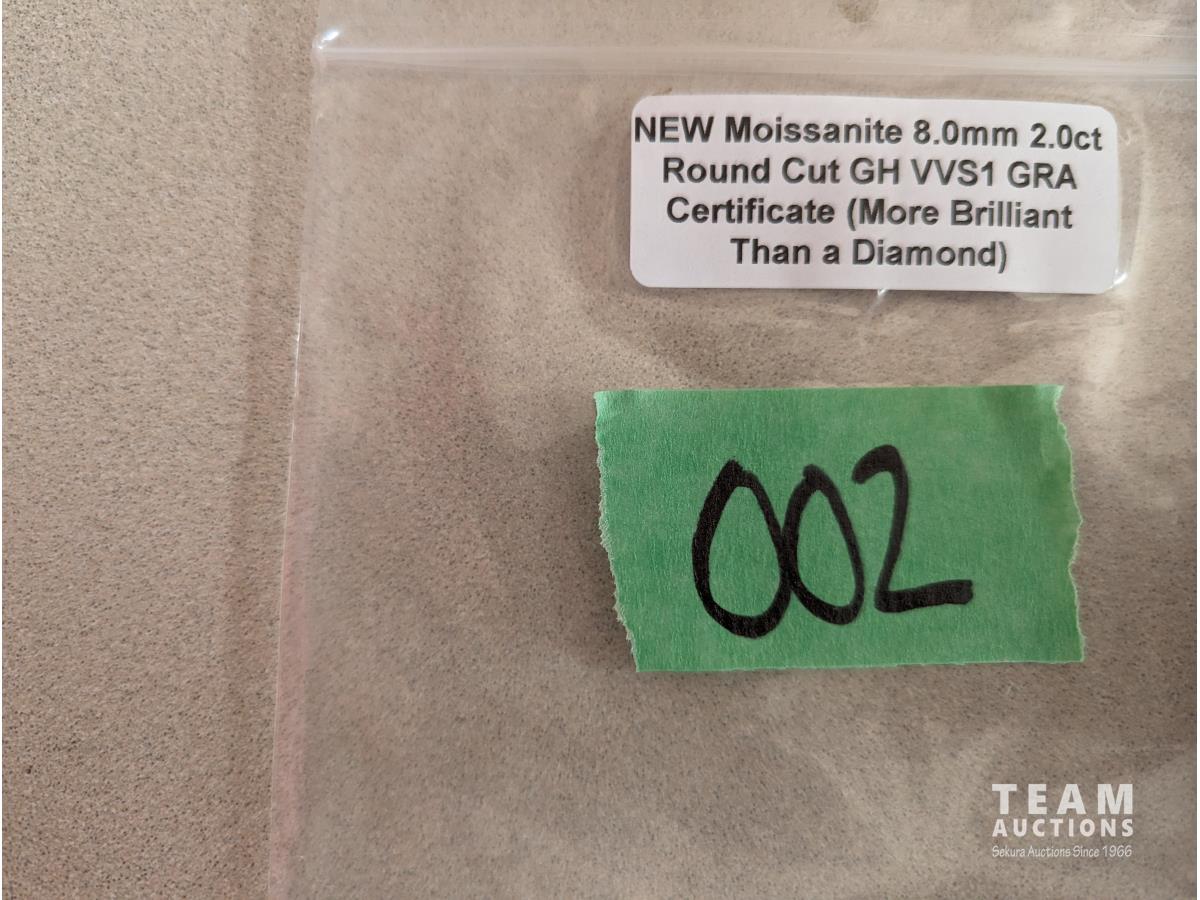 NEW Moissanite 8.0mm 2.0ct
Round Cut GH VVS1 GRA
Certificate (More Brilliant
Than a Diamond)
002
TEAM
AUCTIONS
Sekura Auctions Since 1966